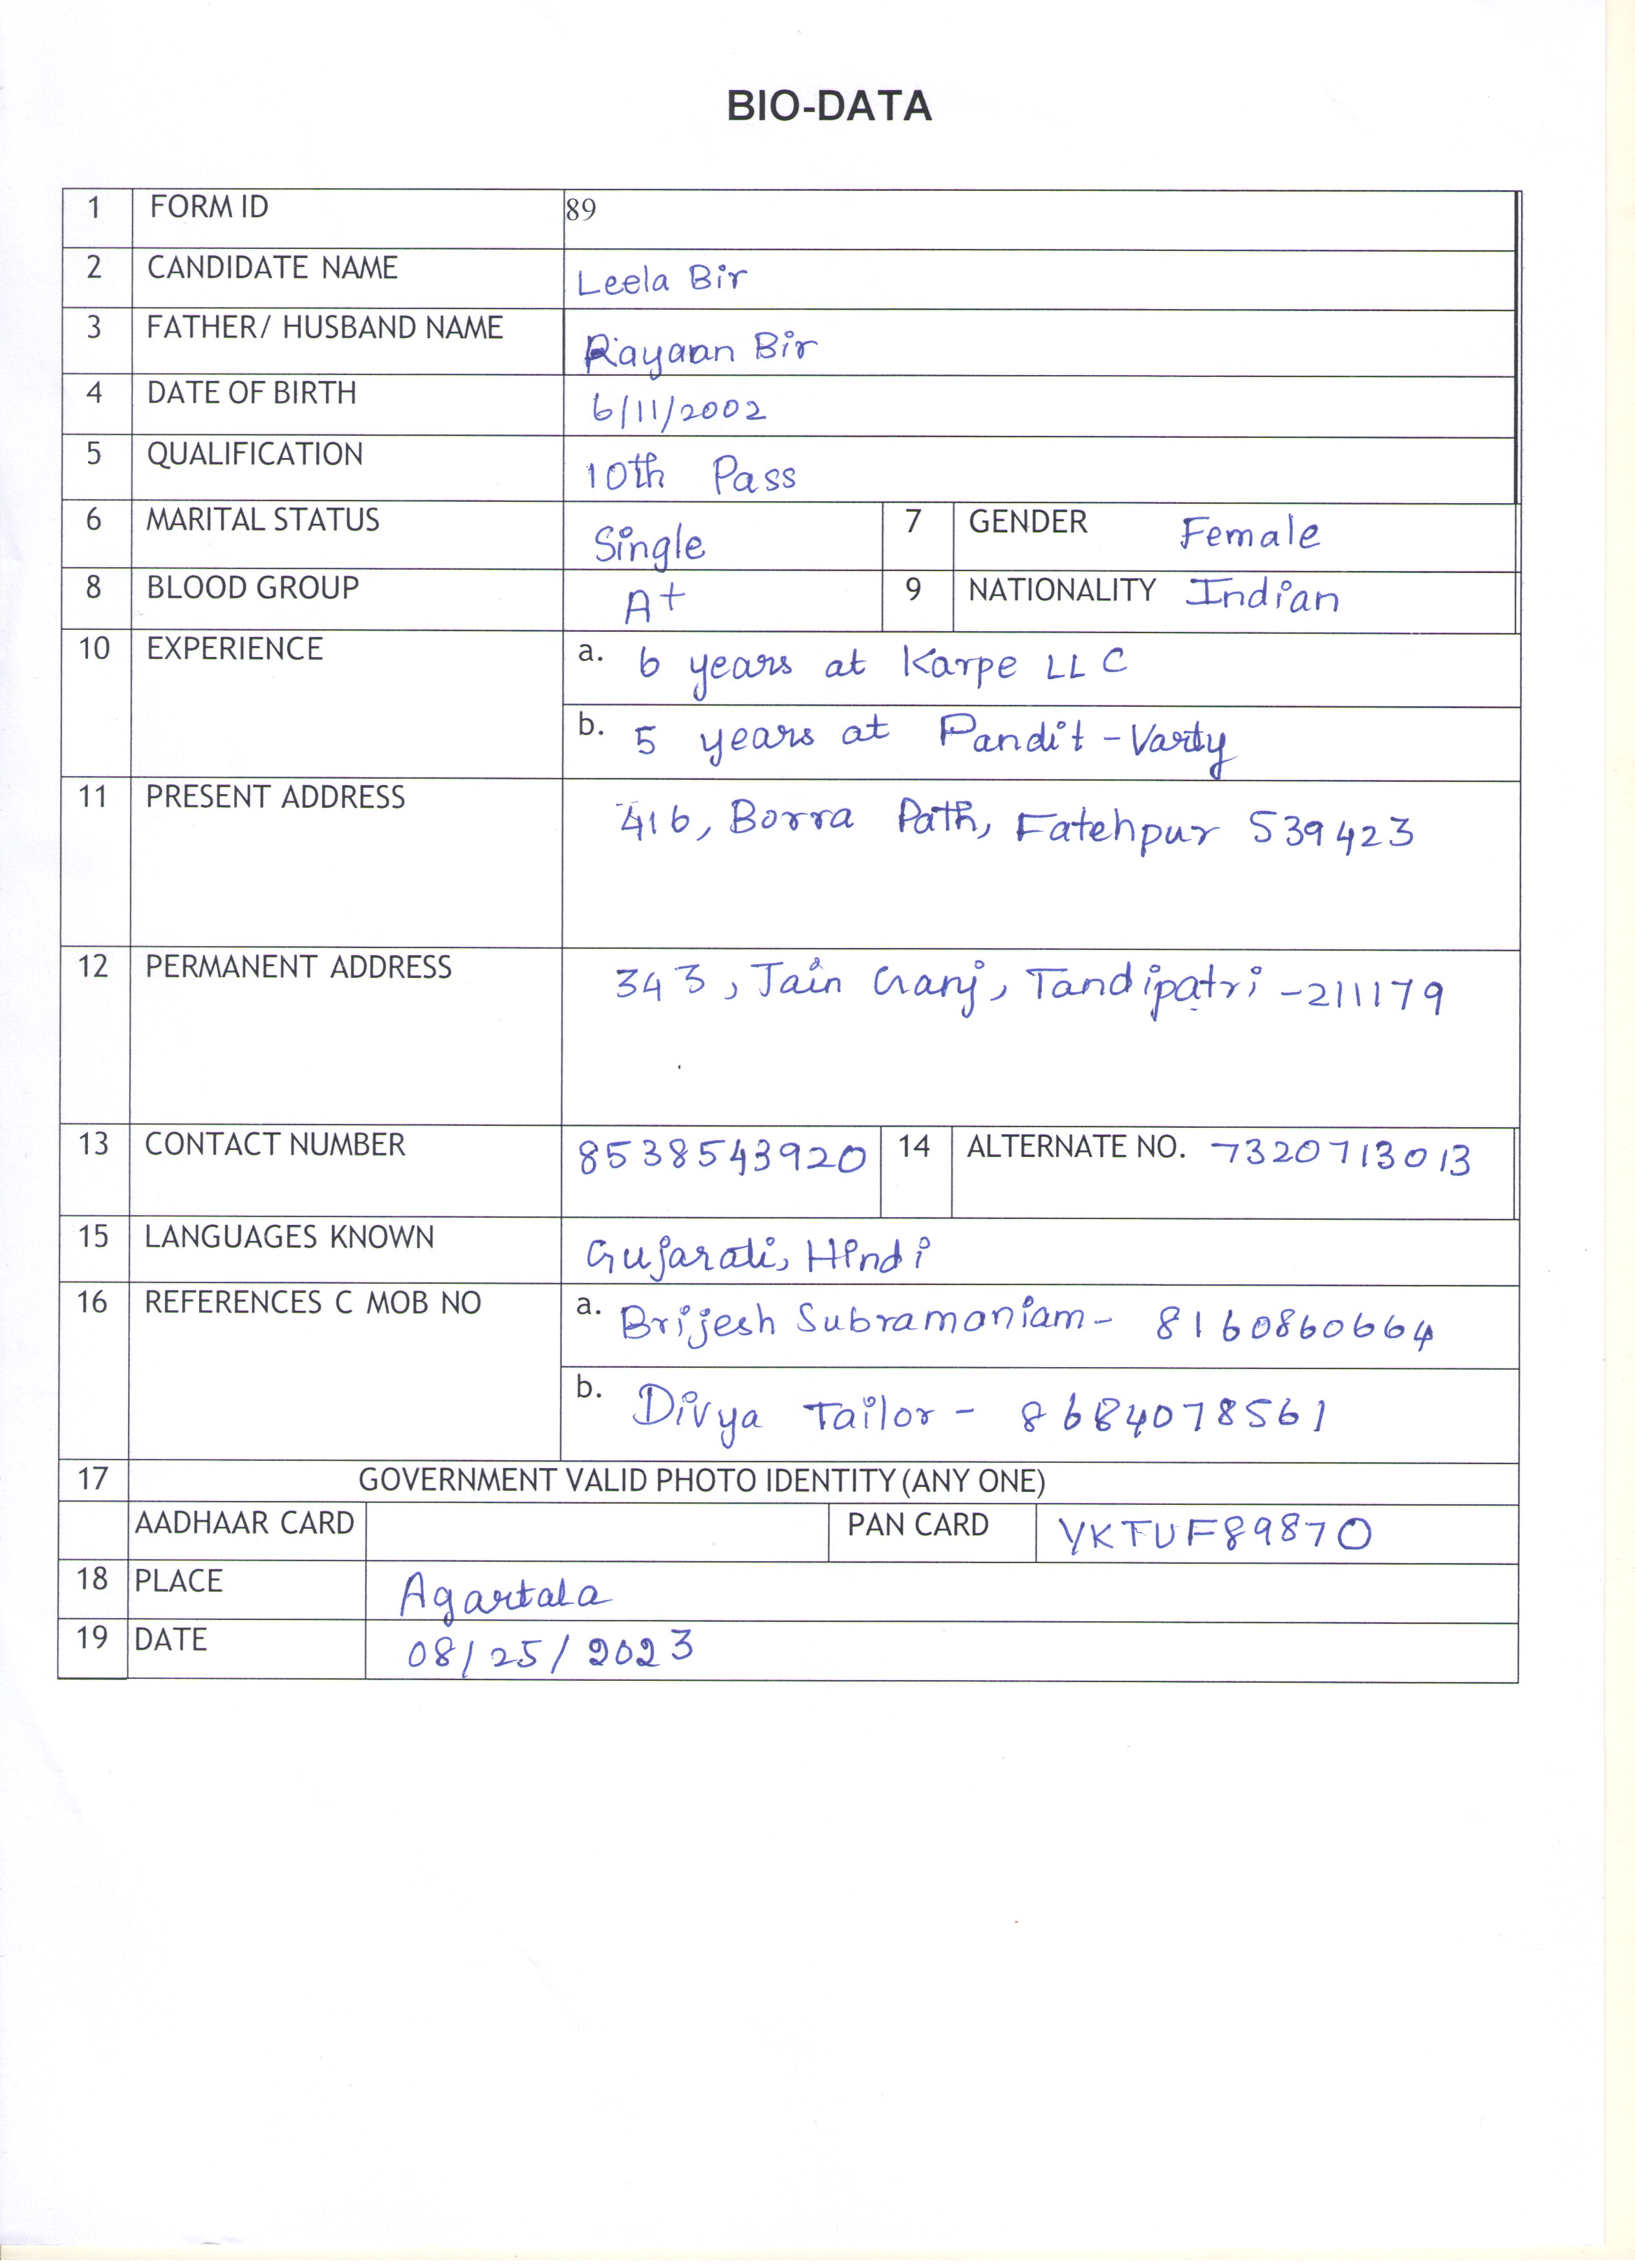 BIO-DATA
1 FORM ID 89
2 CANDIDATE NAME Leela Bir
3 FATHER/ HUSBAND NAME Rayaan Bir
4 DATE OF BIRTH 6/11/2002
5 QUALIFICATION 10th Pass
6 MARITAL STATUS Single 7 GENDER Female
8 BLOOD GROUP A+ 9 NATIONALITY Indian
10 EXPERIENCE a. 6 years at Karpe LLC
b. 5 years at Pandit-Varty
11 PRESENT ADDRESS 416, Borra Path, Fatehpur 539423
12 PERMANENT ADDRESS 343, Jain Ganj, Tandipatri -211179
13 CONTACT NUMBER 8538543920 14 ALTERNATE NO. 7320713013
15 LANGUAGES KNOWN Gujarati, Hindi
16 REFERENCES C MOB NO a. Brijesh Subramaniam- 8160860664
b. Divya Tailor - 8684078561
17 GOVERNMENT VALID PHOTO IDENTITY (ANY ONE)
AADHAAR CARD PAN CARD YKTUF8987O
18 PLACE Agartala
19 DATE 08/25/2023